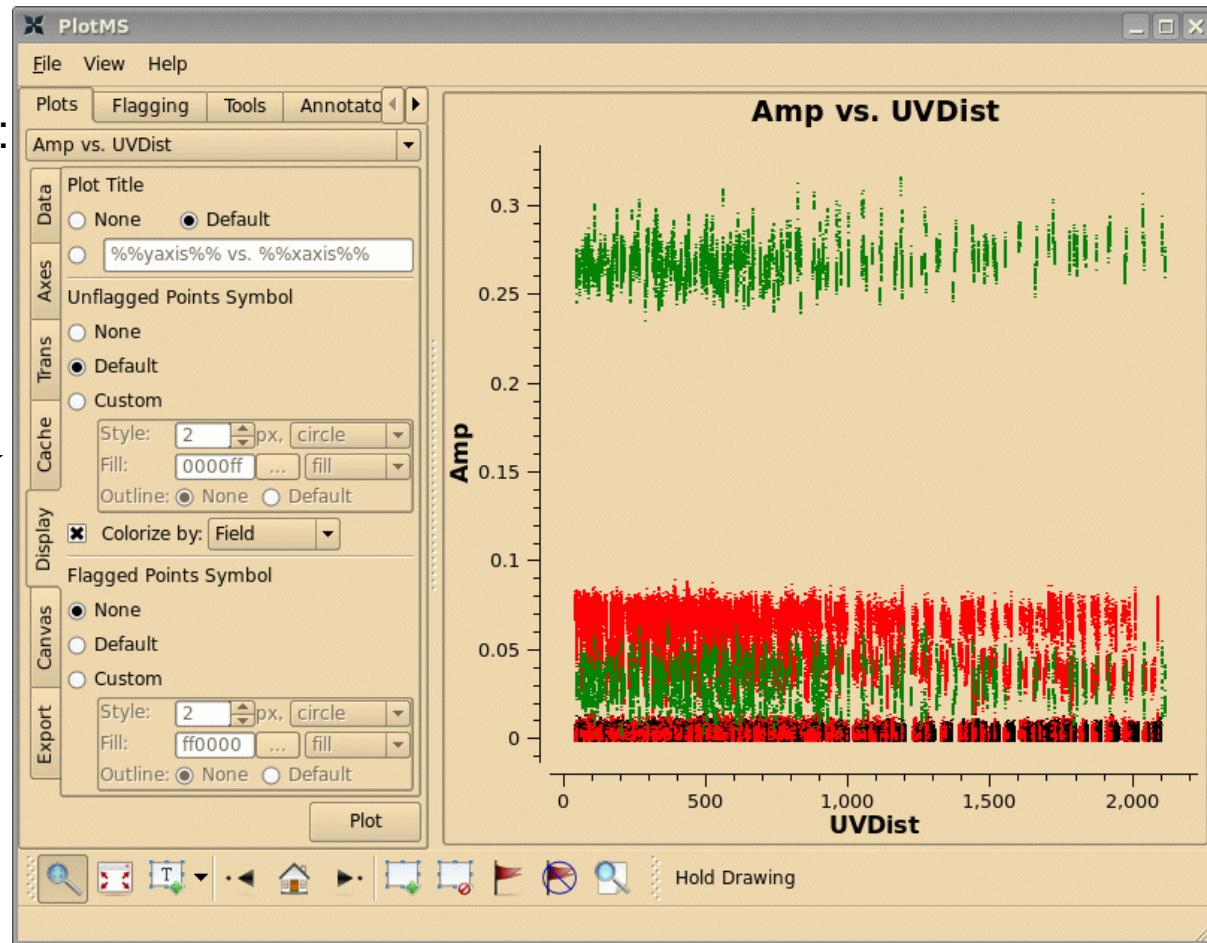 PlotMS
File View Help
Plots Flagging Tools Annotato
Amp vs. UVDist
Data
Axes
Trans
Cache
Display
Canvas
Export
Plot Title
None Default
%%yaxis%% vs. %%xaxis%%
Unflagged Points Symbol
None
Default
Custom
Style: 2 px, circle
Fill: 0000ff ... fill
Outline: None Default
Colorize by: Field
Flagged Points Symbol
None
Default
Custom
Style: 2 px, circle
Fill: ff0000 ... fill
Outline: None Default
Plot
Amp vs. UVDist
Amp
0.3
0.25
0.2
0.15
0.1
0.05
0
0 500 1,000 1,500 2,000
UVDist
T
Hold Drawing